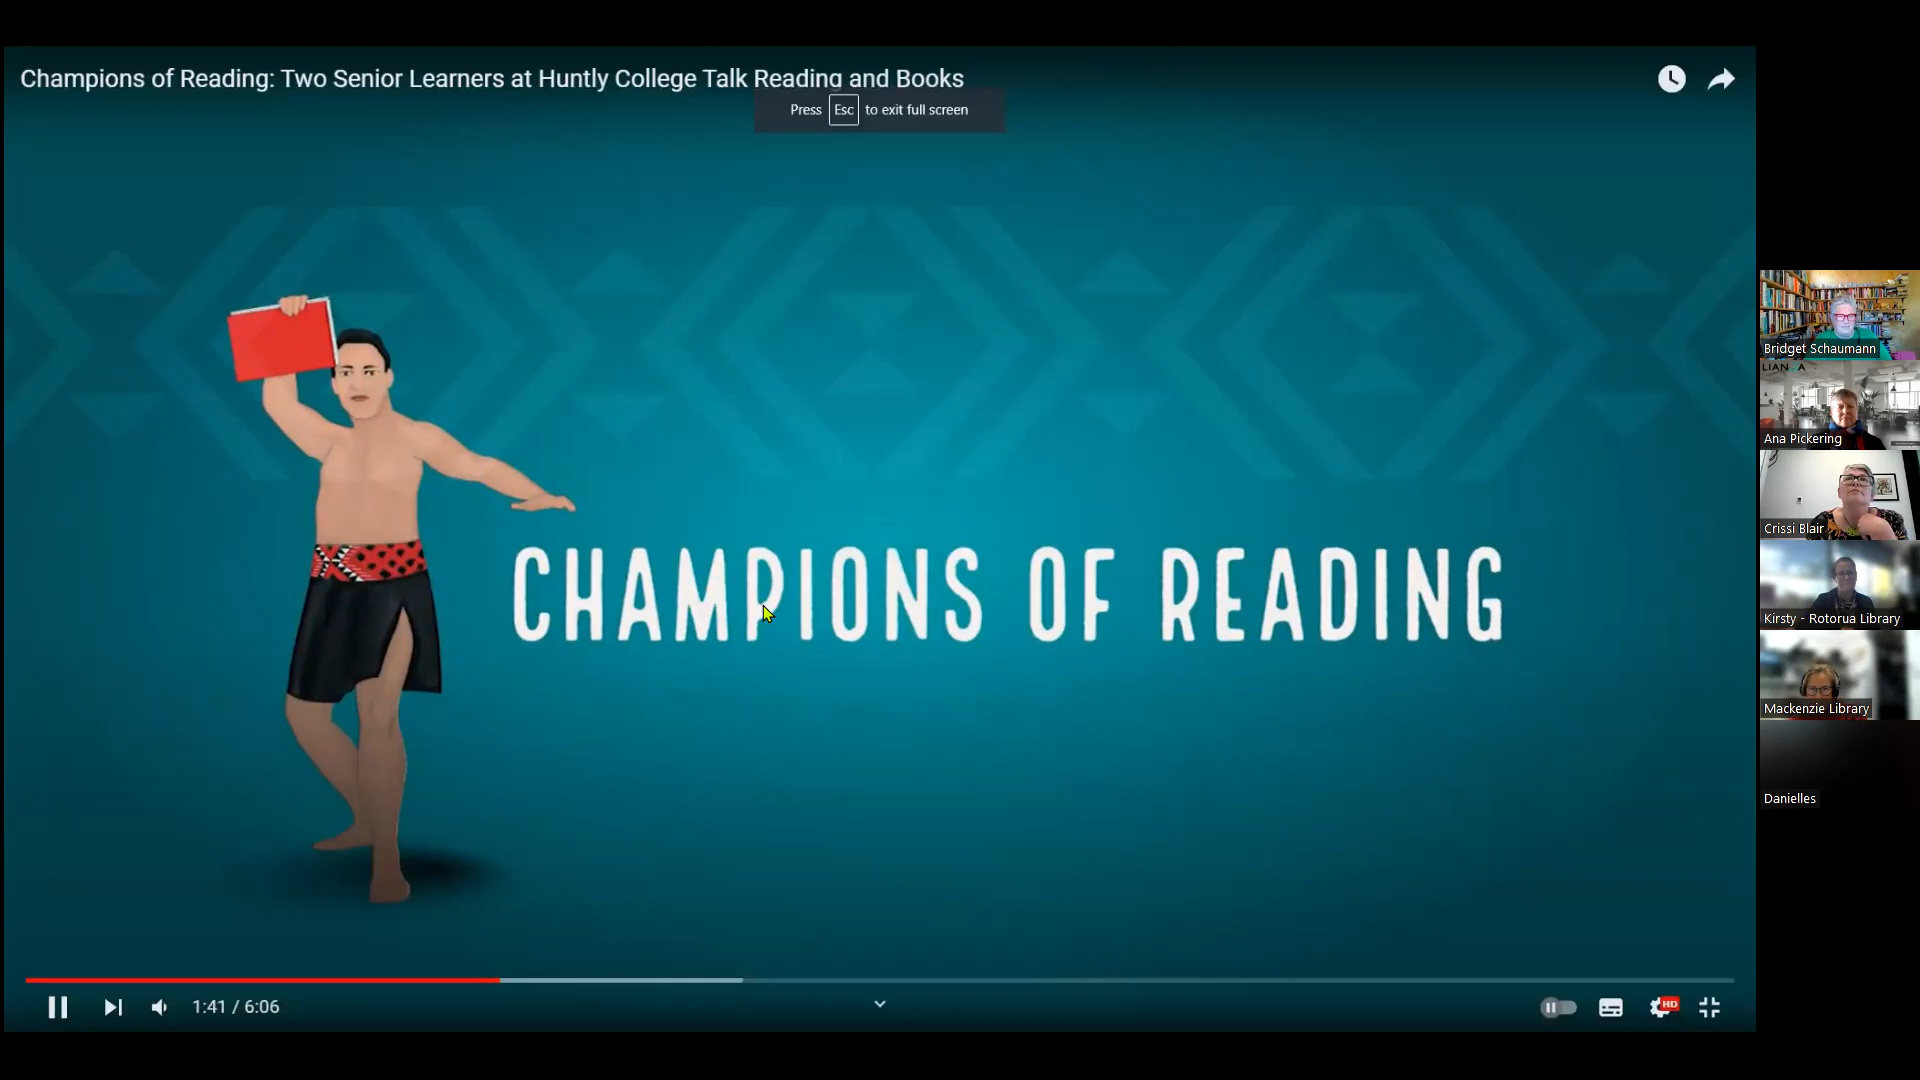 Champions of Reading: Two Senior Learners at Huntly College Talk Reading and Books
Press Esc to exit full screen
CHAMPIONS OF READING
1:41 / 6:06
HD
Bridget Schaumann
LIANZA
Ana Pickering
Crissi Blair
Kirsty - Rotorua Library
Mackenzie Library
Danielles